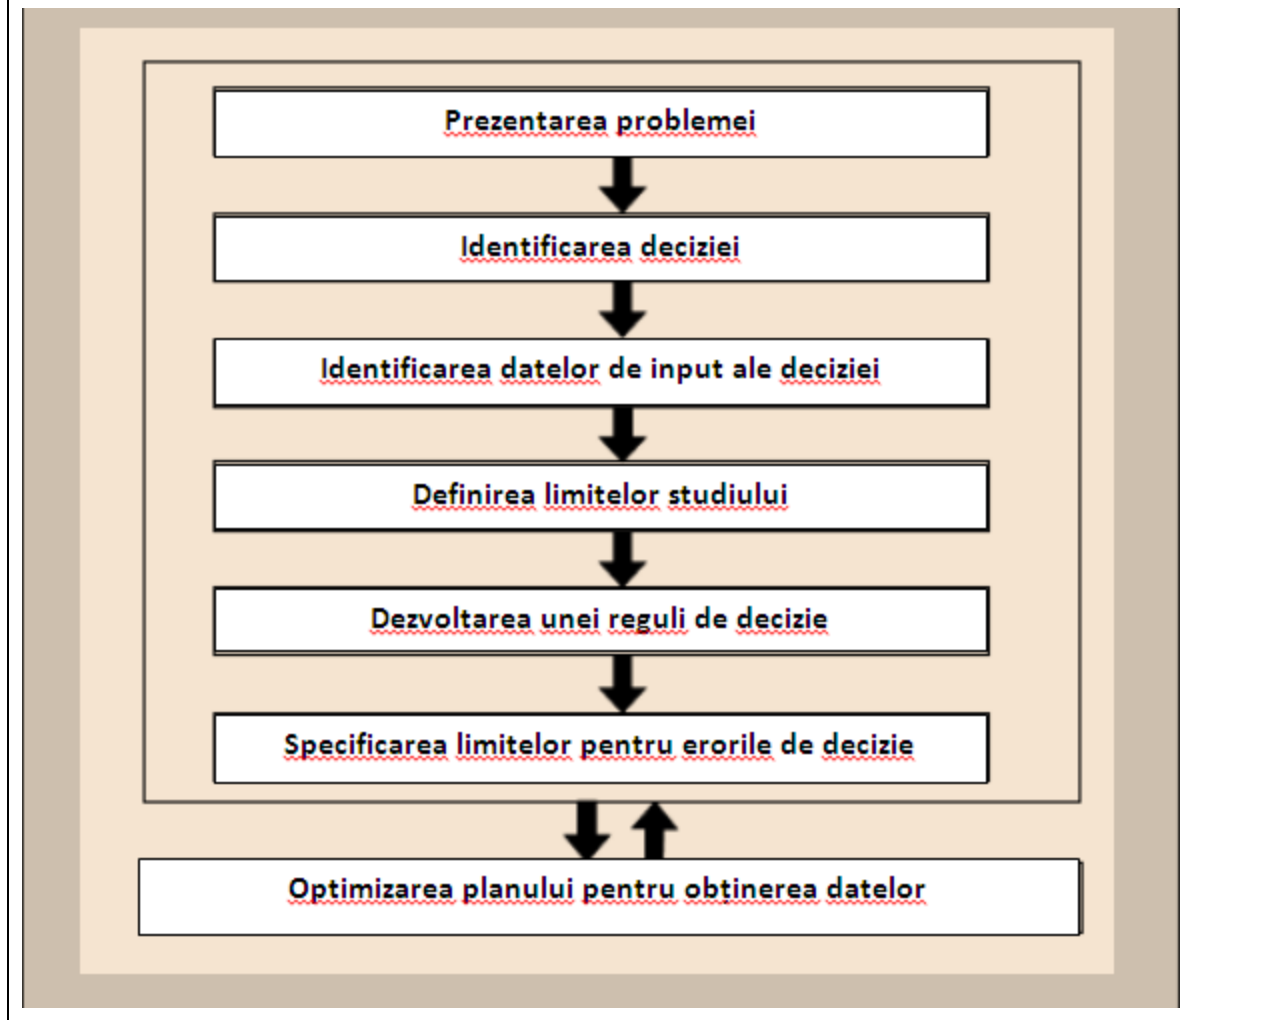 Prezentarea problemei
Identificarea deciziei
Identificarea datelor de input ale deciziei
Definirea limitelor studiului
Dezvoltarea unei reguli de decizie
Specificarea limitelor pentru erorile de decizie
Optimizarea planului pentru obținerea datelor